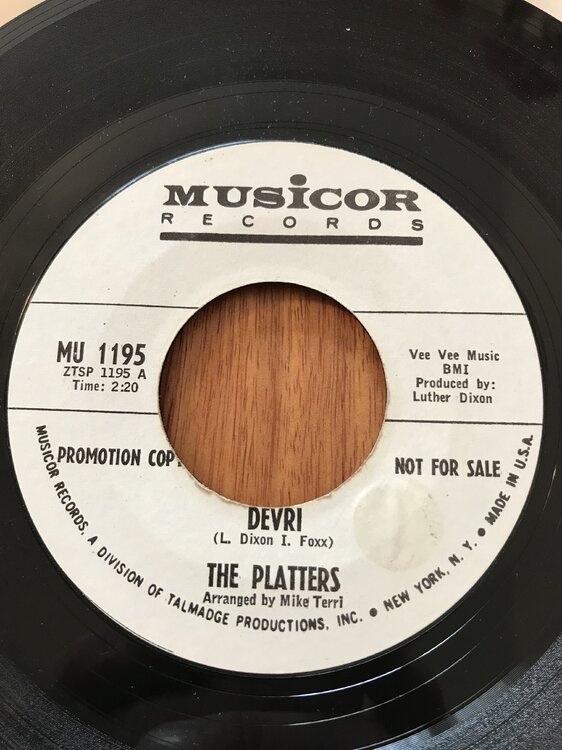 MUSICOR
RECORDS
MU 1195
ZTSP 1195 A
Time: 2:20
Vee Vee Music
BMI
Produced by:
Luther Dixon
PROMOTION COP
NOT FOR SALE
DEVRI
(L. Dixon I. Foxx)
THE PLATTERS
Arranged by Mike Terri
MUSICOR RECORDS, A DIVISION OF TALMADGE PRODUCTIONS, INC. ● NEW YORK, N. Y. ● MADE IN U.S.A.